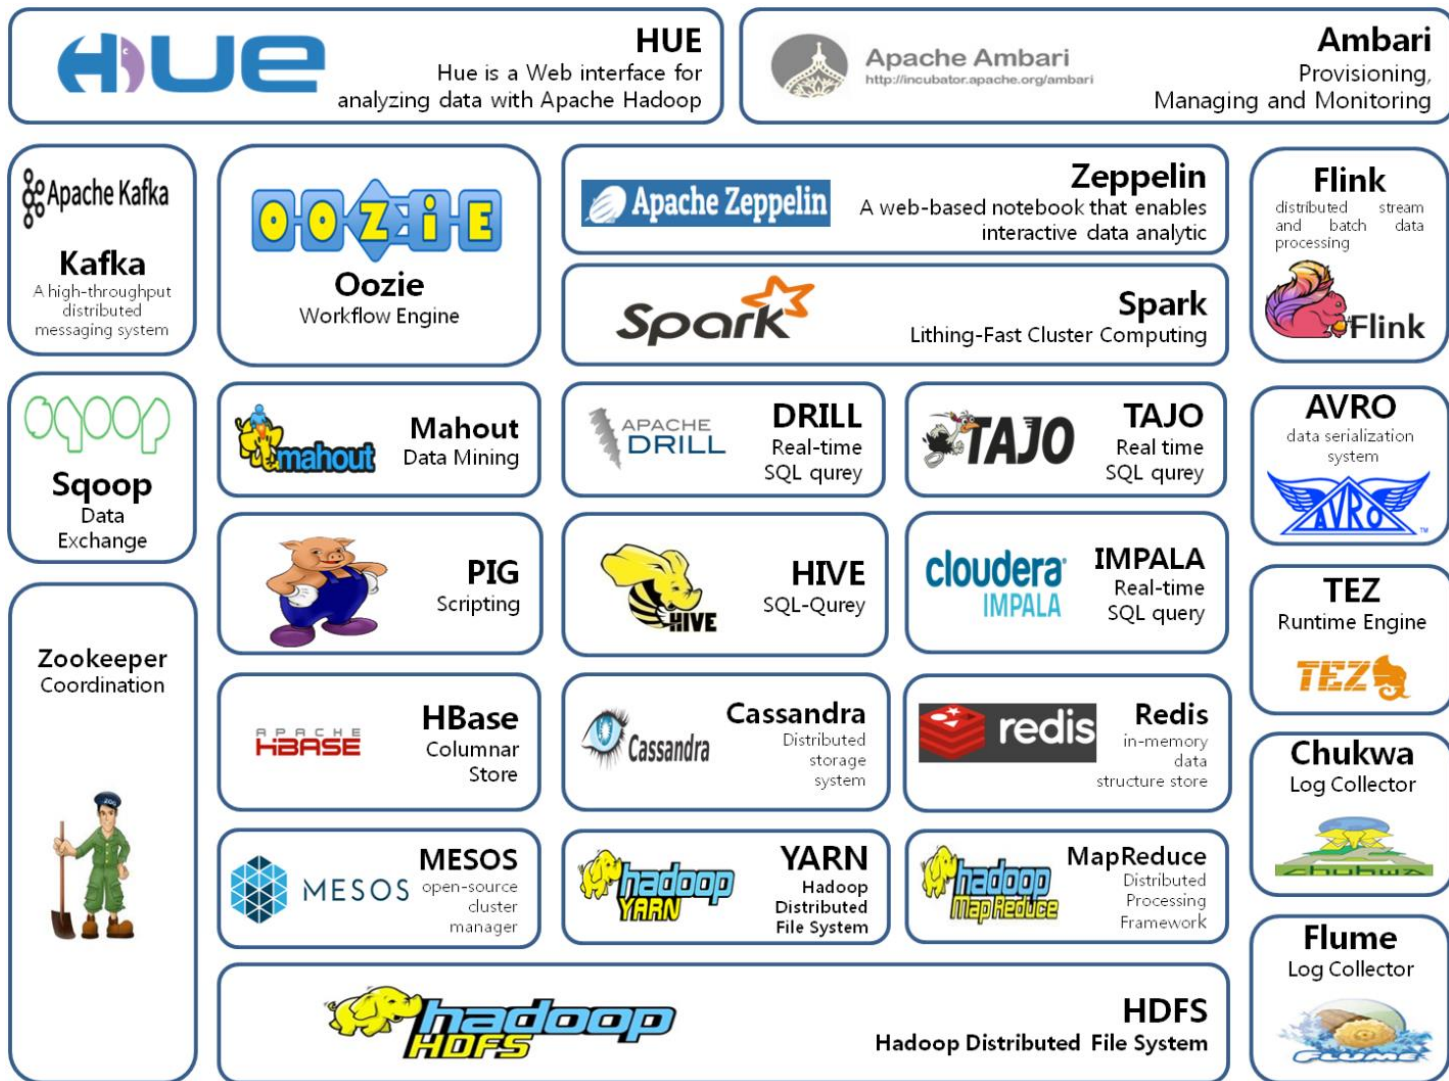 HUE
HUE
Hue is a Web interface for
analyzing data with Apache Hadoop
Apache Ambari
http://incubator.apache.org/ambari
Ambari
Provisioning,
Managing and Monitoring
Apache Kafka
Kafka
A high-throughput
distributed
messaging system
OOZiE
Oozie
Workflow Engine
Apache Zeppelin
Zeppelin
A web-based notebook that enables
interactive data analytic
Spark
Spark
Lithing-Fast Cluster Computing
Flink
distributed stream
and batch data
processing
Flink
sqoop
Sqoop
Data
Exchange
mahout
Mahout
Data Mining
APACHE
DRILL
DRILL
Real-time
SQL qurey
TAJO
TAJO
Real time
SQL qurey
AVRO
data serialization
system
AVRO
TM
PIG
Scripting
HIVE
HIVE
SQL-Qurey
cloudera
IMPALA
IMPALA
Real-time
SQL query
TEZ
Runtime Engine
TEZ
Zookeeper
Coordination
ZOO
APACHE
HBASE
HBase
Columnar
Store
Cassandra
Cassandra
Distributed
storage
system
redis
Redis
in-memory
data
structure store
Chukwa
Log Collector
chukwa
MESOS
MESOS
open-source
cluster
manager
hadoop
YARN
YARN
Hadoop
Distributed
File System
hadoop
MapReduce
MapReduce
Distributed
Processing
Framework
Flume
Log Collector
FLUME
hadoop
HDFS
HDFS
Hadoop Distributed File System